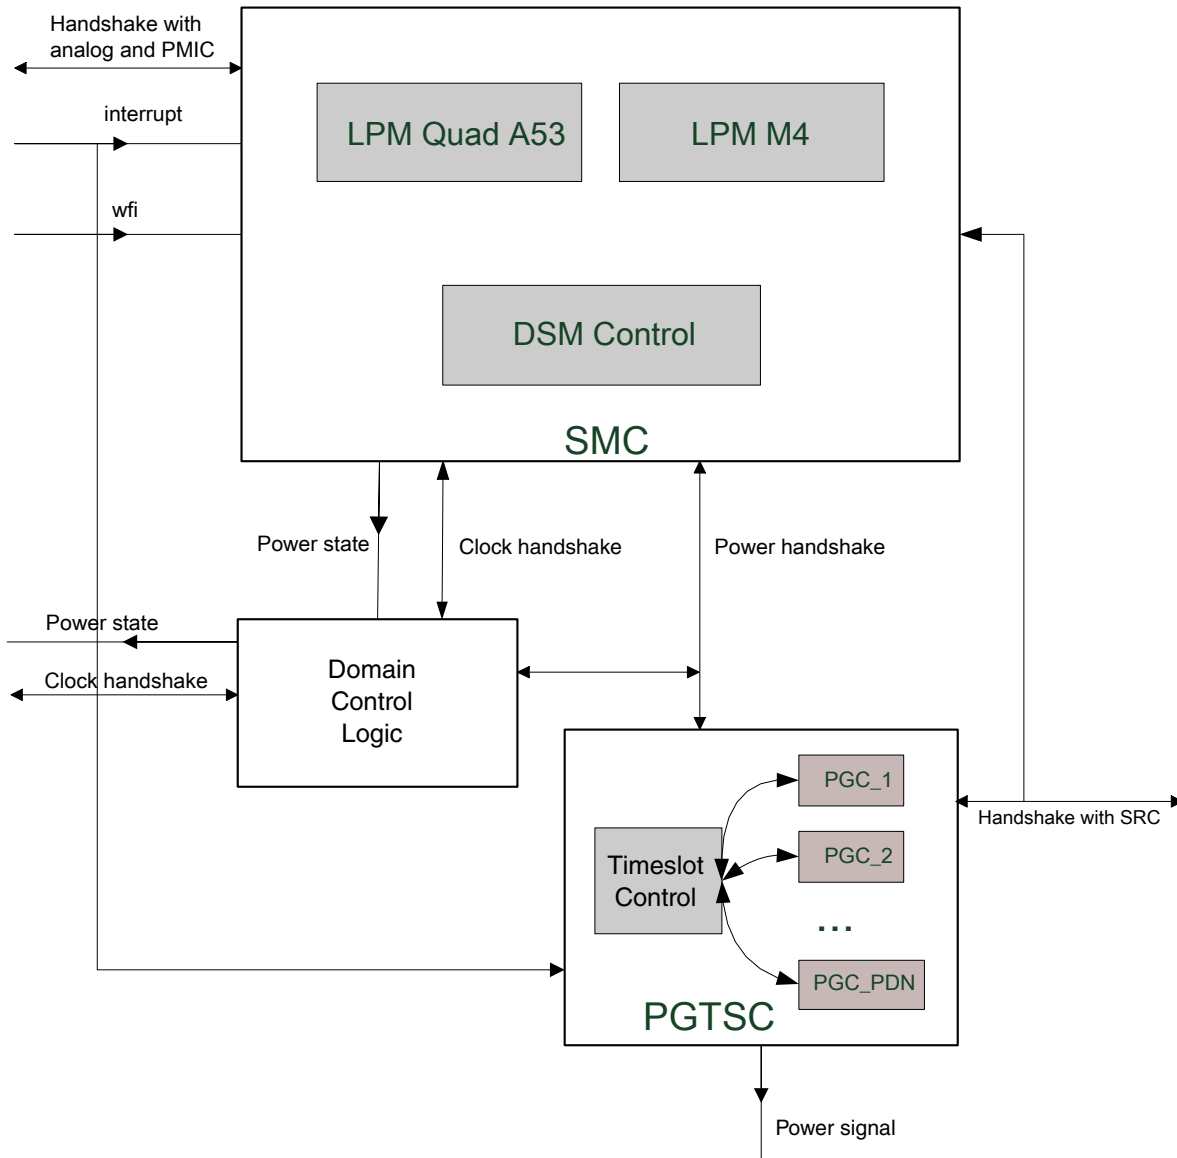 Handshake with
analog and PMIC
interrupt
wfi
LPM Quad A53
LPM M4
DSM Control
SMC
Power state
Clock handshake
Power handshake
Power state
Clock handshake
Domain
Control
Logic
PGC_1
PGC_2
...
PGC_PDN
Timeslot
Control
PGTSC
Handshake with SRC
Power signal